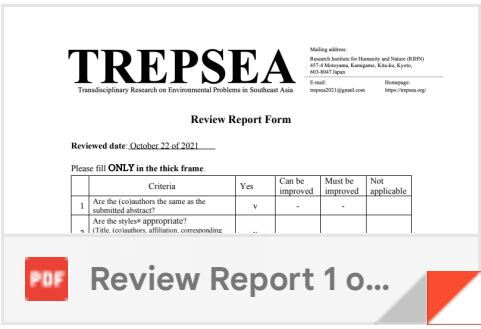 TREPSEA
Transdisciplinary Research on Environmental Problems in Southeast Asia
Mailing address:
Research Institute for Humanity and Nature (RIHN)
457-4 Motoyama, Kamigamo, Kita-ku, Kyoto,
603-8047 Japan
E-mail: Homepage:
trepsea2021@gmail.com https://trepsea.org/
Review Report Form
Reviewed date: October 22 of 2021
Please fill ONLY in the thick frame.
Criteria Yes Can be improved Must be improved Not applicable
1 Are the (co)authors the same as the submitted abstract? v - -
Are the styles* appropriate?
(Title, (co)authors, affiliation, corresponding
PDF Review Report 1 o...